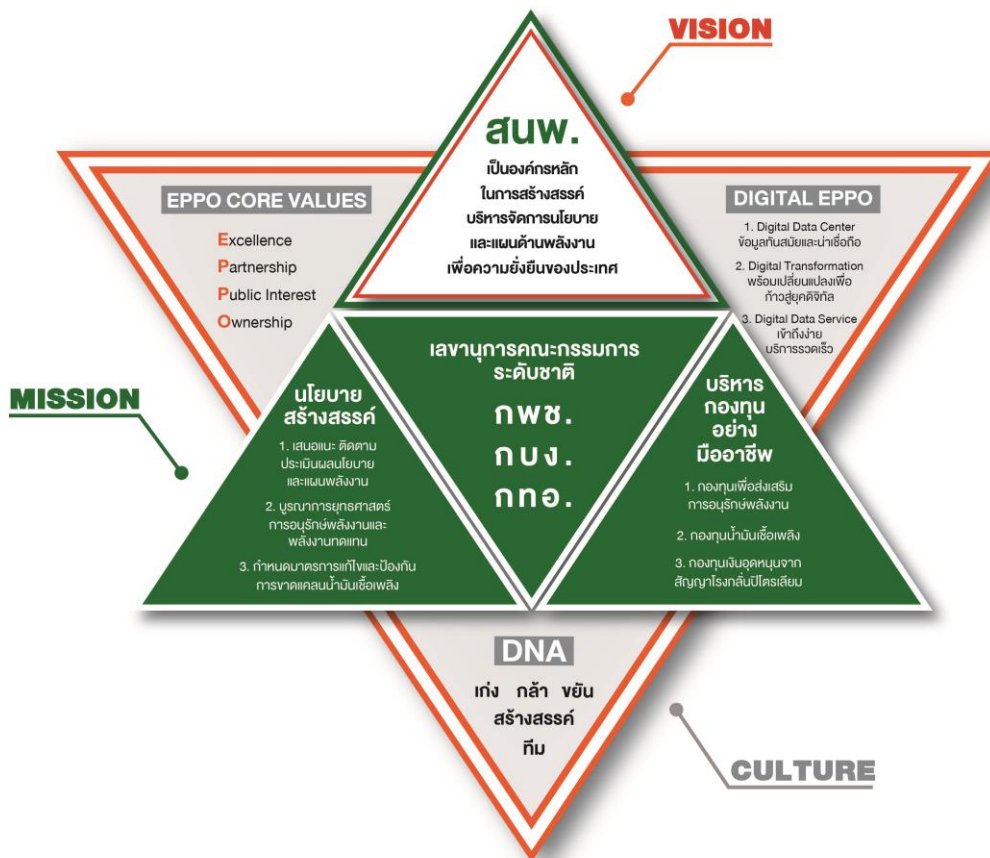 VISION
สนพ.
เป็นองค์กรหลัก
ในการสร้างสรรค์
บริหารจัดการนโยบาย
และแผนด้านพลังงาน
เพื่อความยั่งยืนของประเทศ
EPPO CORE VALUES
Excellence
Partnership
Public Interest
Ownership
DIGITAL EPPO
1. Digital Data Center
ข้อมูลทันสมัยและน่าเชื่อถือ
2. Digital Transformation
พร้อมเปลี่ยนแปลงเพื่อ
ก้าวสู่ยุคดิจิทัล
3. Digital Data Service
เข้าถึงง่าย
บริการรวดเร็ว
MISSION
นโยบาย
สร้างสรรค์
1. เสนอแนะ ติดตาม
ประเมินผลนโยบาย
และแผนพลังงาน
2. บูรณาการยุทธศาสตร์
การอนุรักษ์พลังงานและ
พลังงานทดแทน
3. กำหนดมาตรการแก้ไขและป้องกัน
การขาดแคลนน้ำมันเชื้อเพลิง
เลขานุการคณะกรรมการ
ระดับชาติ
กพช.
กบง.
กทอ.
บริหาร
กองทุน
อย่าง
มืออาชีพ
1. กองทุนเพื่อส่งเสริม
การอนุรักษ์พลังงาน
2. กองทุนน้ำมันเชื้อเพลิง
3. กองทุนเงินอุดหนุนจาก
สัญญาโรงกลั่นปิโตรเลียม
DNA
เก่ง กล้า ขยัน
สร้างสรรค์
ทีม
CULTURE